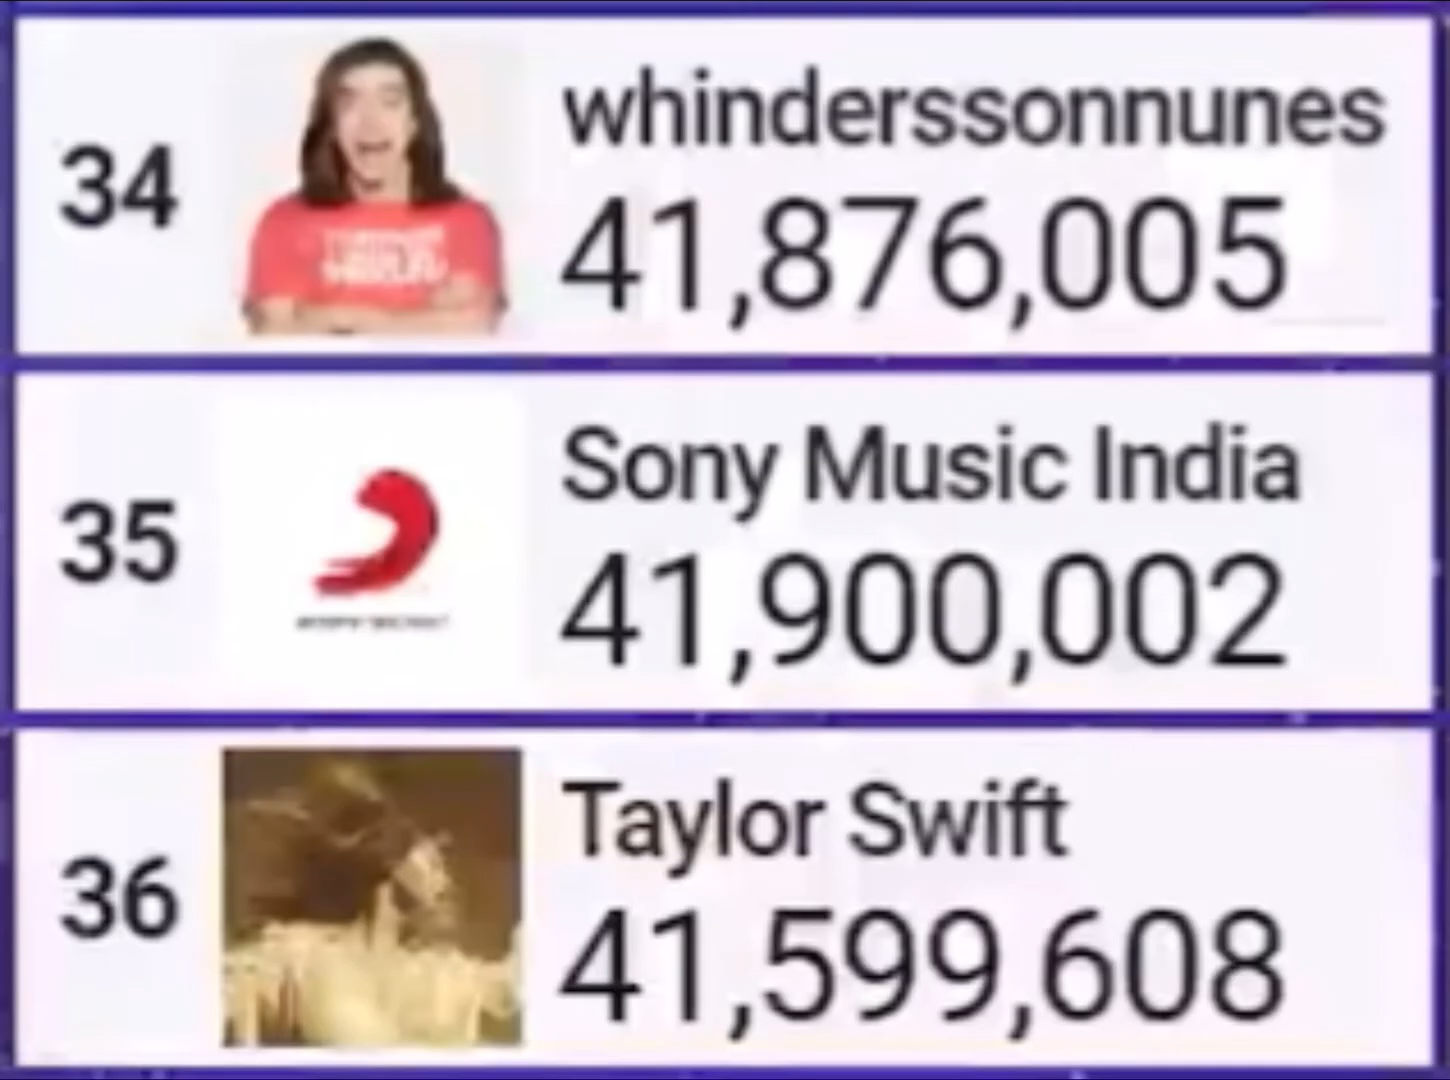 34
whinderssonnunes
41,876,005
35
Sony Music India
41,900,002
36
Taylor Swift
41,599,608